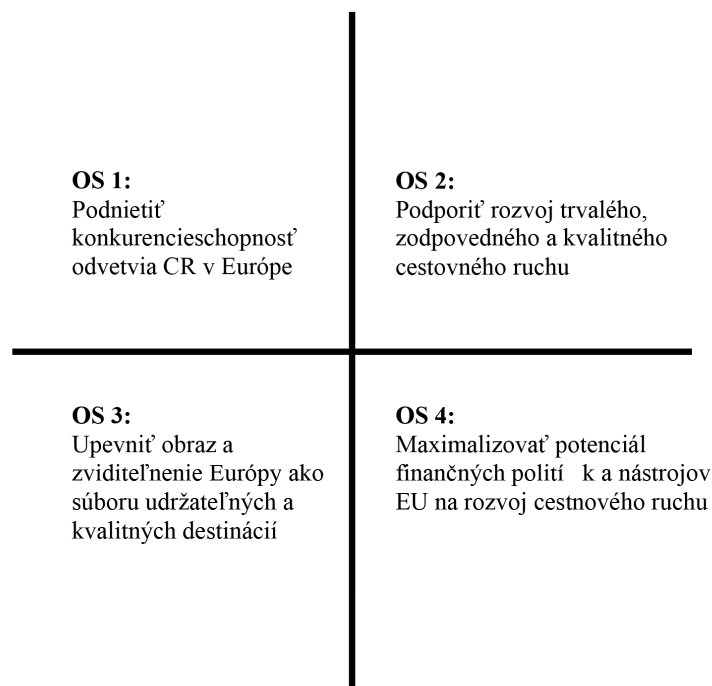 OS 1:
Podnietiť
konkurencieschopnosť
odvetvia CR v Európe
OS 2:
Podporiť rozvoj trvalého,
zodpovedného a kvalitného
cestovného ruchu
OS 3:
Upevniť obraz a
zviditeľnenie Európy ako
súboru udržateľných a
kvalitných destinácií
OS 4:
Maximalizovať potenciál
finančných polití k a nástrojov
EU na rozvoj cestnového ruchu